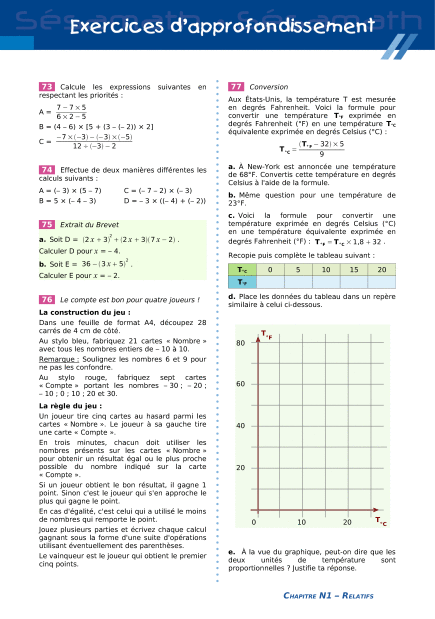 Exercices d'approfondissement
73 Calcule les expressions suivantes en
respectant les priorités :
A = (7 − 7 × 5) / (6 × 2 − 5)
B = (4 – 6) × [5 + (3 – (– 2)) × 2]
C = (−7 × (−3) − (−3) × (−5)) / (12 ÷ (−3) − 2)
74 Effectue de deux manières différentes les
calculs suivants :
A = (– 3) × (5 – 7) C = (– 7 – 2) × (– 3)
B = 5 × (– 4 – 3) D = – 3 × ((– 4) + (– 2))
75 Extrait du Brevet
a. Soit D = (2x + 3)² + (2x + 3)(7x − 2) .
Calculer D pour x = – 4.
b. Soit E = 36 − (3x + 5)² .
Calculer E pour x = – 2.
76 Le compte est bon pour quatre joueurs !
La construction du jeu :
Dans une feuille de format A4, découpez 28
carrés de 4 cm de côté.
Au stylo bleu, fabriquez 21 cartes « Nombre »
avec tous les nombres entiers de – 10 à 10.
Remarque : Soulignez les nombres 6 et 9 pour
ne pas les confondre.
Au stylo rouge, fabriquez sept cartes
« Compte » portant les nombres – 30 ; – 20 ;
– 10 ; 0 ; 10 ; 20 et 30.
La règle du jeu :
Un joueur tire cinq cartes au hasard parmi les
cartes « Nombre ». Le joueur à sa gauche tire
une carte « Compte ».
En trois minutes, chacun doit utiliser les
nombres présents sur les cartes « Nombre »
pour obtenir un résultat égal ou le plus proche
possible du nombre indiqué sur la carte
« Compte ».
Si un joueur obtient le bon résultat, il gagne 1
point. Sinon c'est le joueur qui s'en approche le
plus qui gagne le point.
En cas d'égalité, c'est celui qui a utilisé le moins
de nombres qui remporte le point.
Jouez plusieurs parties et écrivez chaque calcul
gagnant sous la forme d'une suite d'opérations
utilisant éventuellement des parenthèses.
Le vainqueur est le joueur qui obtient le premier
cinq points.
77 Conversion
Aux États-Unis, la température T est mesurée
en degrés Fahrenheit. Voici la formule pour
convertir une température T°F exprimée en
degrés Fahrenheit (°F) en une température T°C
équivalente exprimée en degrés Celsius (°C) :
T°C = ((T°F − 32) × 5) / 9
a. À New-York est annoncée une température
de 68°F. Convertis cette température en degrés
Celsius à l'aide de la formule.
b. Même question pour une température de
23°F.
c. Voici la formule pour convertir une
température exprimée en degrés Celsius (°C)
en une température équivalente exprimée en
degrés Fahrenheit (°F) : T°F = T°C × 1,8 + 32 .
Recopie puis complète le tableau suivant :
T°C 0 5 10 15 20
T°F
d. Place les données du tableau dans un repère
similaire à celui ci-dessous.
T°F
80
60
40
20
0 10 20 T°C
e. À la vue du graphique, peut-on dire que les
deux unités de température sont
proportionnelles ? Justifie ta réponse.
CHAPITRE N1 – RELATIFS